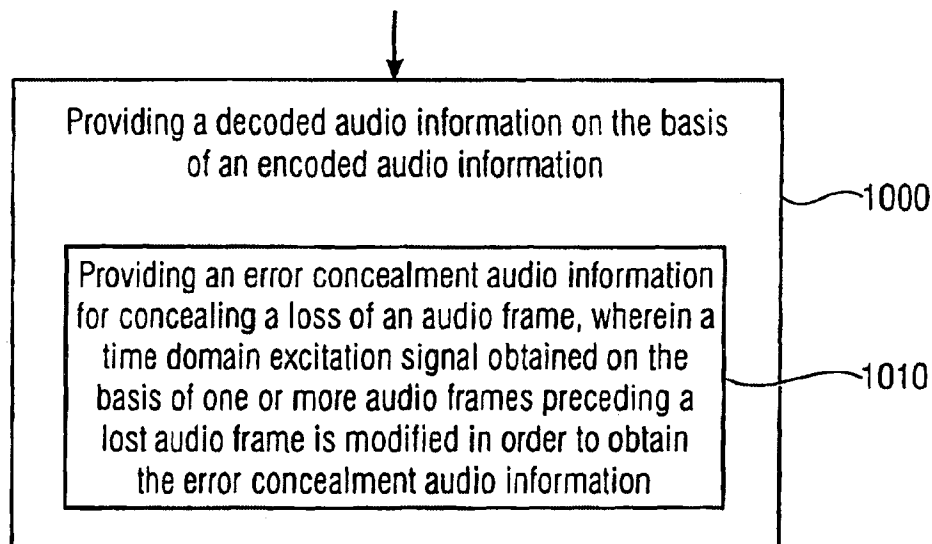 Providing a decoded audio information on the basis
of an encoded audio information
1000
Providing an error concealment audio information
for concealing a loss of an audio frame, wherein a
time domain excitation signal obtained on the
basis of one or more audio frames preceding a
lost audio frame is modified in order to obtain
the error concealment audio information
1010